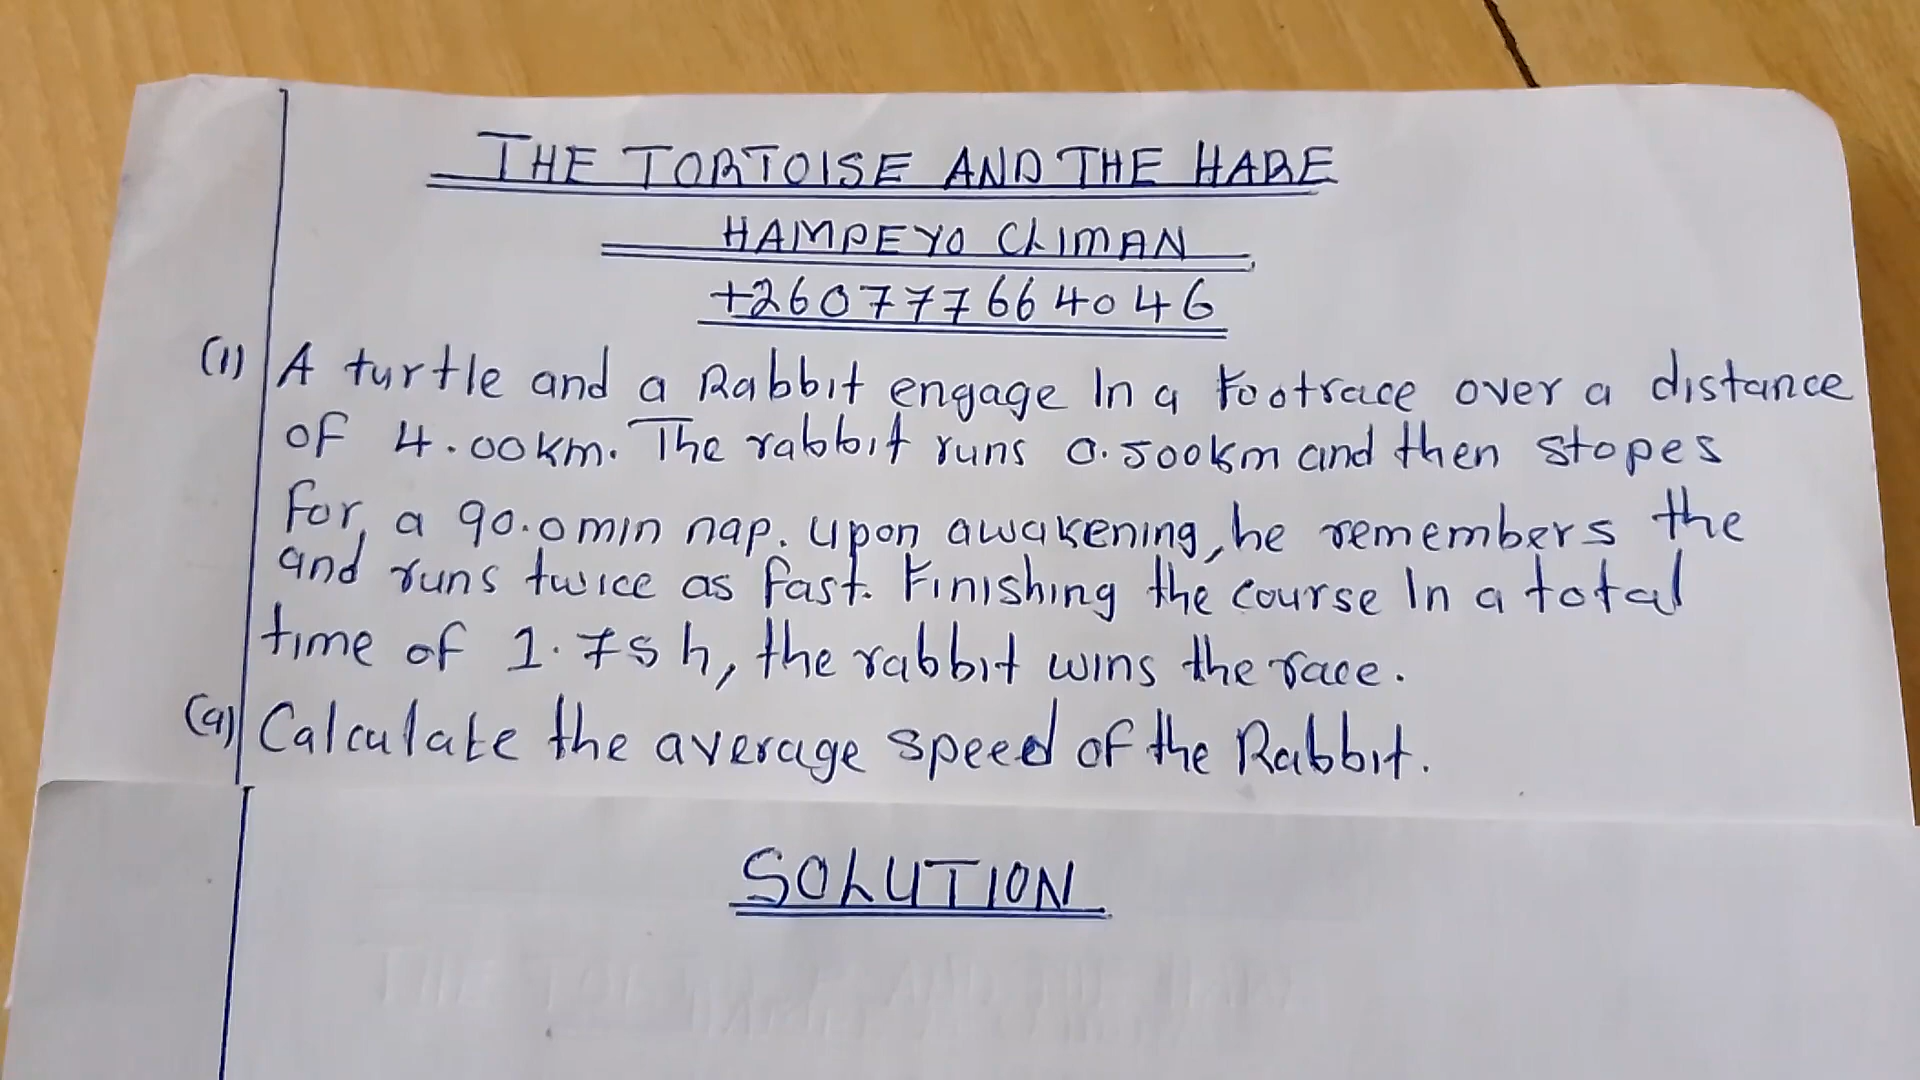 THE TORTOISE AND THE HARE
HAMPEYO CLIMAN
+260777664046
(1) A turtle and a Rabbit engage In a footrace over a distance
of 4.00km. The rabbit runs 0.500km and then stopes
for a 90.0min nap. upon awakening, he remembers the
and runs twice as fast. Finishing the course In a total
time of 1.75h, the rabbit wins the race.
(a) Calculate the average speed of the Rabbit.
SOLUTION